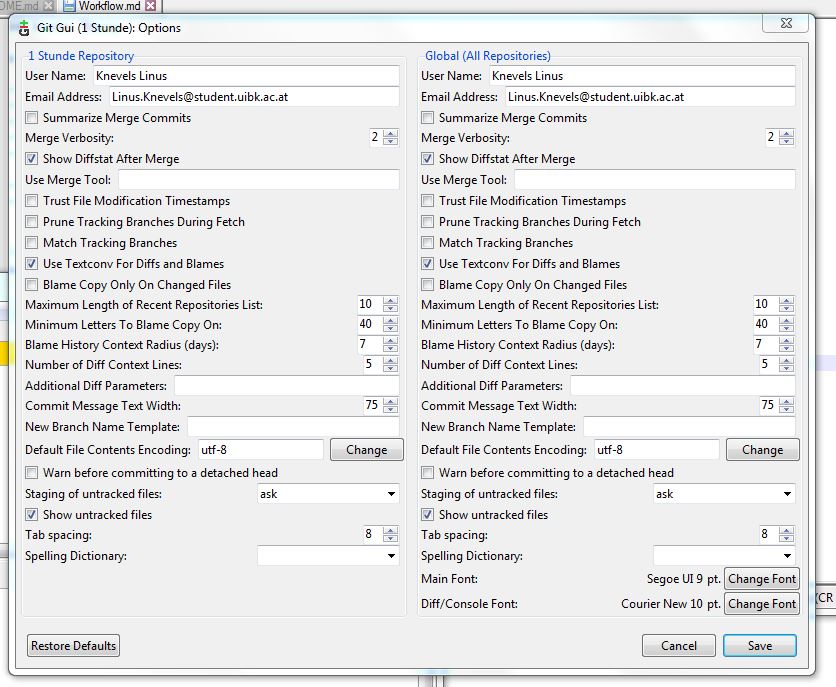 OME.md Workflow.md
Git Gui (1 Stunde): Options
1 Stunde Repository
User Name: Knevels Linus
Email Address: Linus.Knevels@student.uibk.ac.at
Summarize Merge Commits
Merge Verbosity: 2
Show Diffstat After Merge
Use Merge Tool:
Trust File Modification Timestamps
Prune Tracking Branches During Fetch
Match Tracking Branches
Use Textconv For Diffs and Blames
Blame Copy Only On Changed Files
Maximum Length of Recent Repositories List: 10
Minimum Letters To Blame Copy On: 40
Blame History Context Radius (days): 7
Number of Diff Context Lines: 5
Additional Diff Parameters:
Commit Message Text Width: 75
New Branch Name Template:
Default File Contents Encoding: utf-8 Change
Warn before committing to a detached head
Staging of untracked files: ask
Show untracked files
Tab spacing: 8
Spelling Dictionary:
Global (All Repositories)
User Name: Knevels Linus
Email Address: Linus.Knevels@student.uibk.ac.at
Summarize Merge Commits
Merge Verbosity: 2
Show Diffstat After Merge
Use Merge Tool:
Trust File Modification Timestamps
Prune Tracking Branches During Fetch
Match Tracking Branches
Use Textconv For Diffs and Blames
Blame Copy Only On Changed Files
Maximum Length of Recent Repositories List: 10
Minimum Letters To Blame Copy On: 40
Blame History Context Radius (days): 7
Number of Diff Context Lines: 5
Additional Diff Parameters:
Commit Message Text Width: 75
New Branch Name Template:
Default File Contents Encoding: utf-8 Change
Warn before committing to a detached head
Staging of untracked files: ask
Show untracked files
Tab spacing: 8
Spelling Dictionary:
Main Font: Segoe UI 9 pt. Change Font
Diff/Console Font: Courier New 10 pt. Change Font
(CR
Restore Defaults Cancel Save